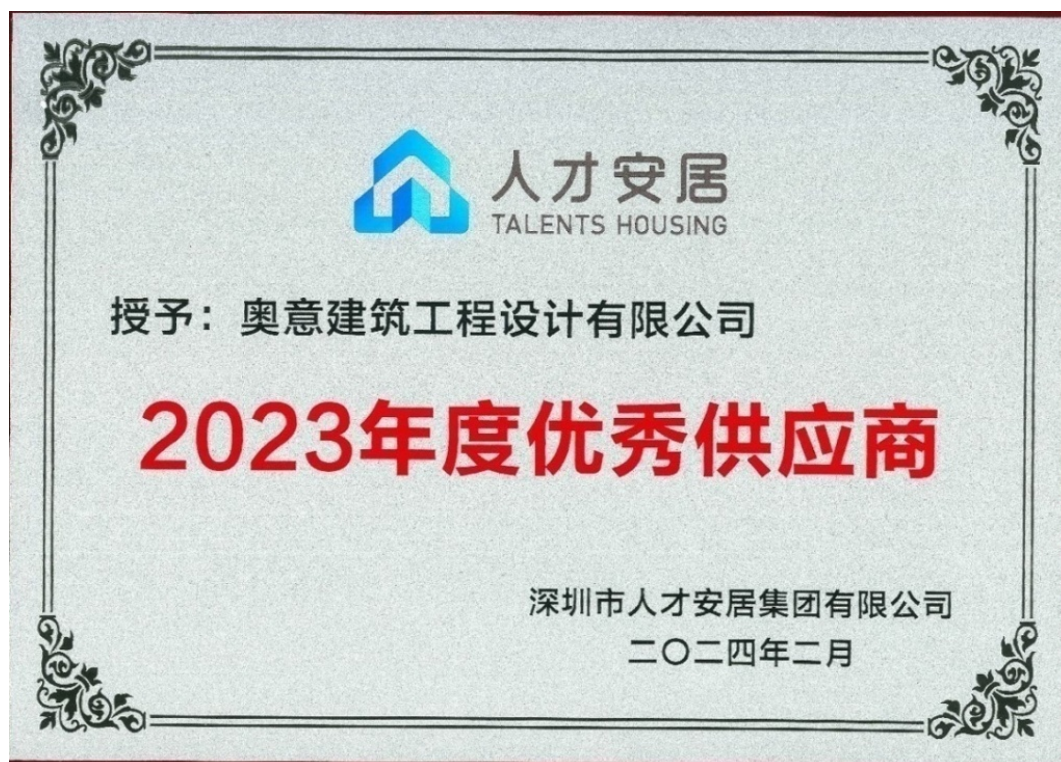 人才安居
TALENTS HOUSING
授予：奥意建筑工程设计有限公司
2023年度优秀供应商
深圳市人才安居集团有限公司
二〇二四年二月